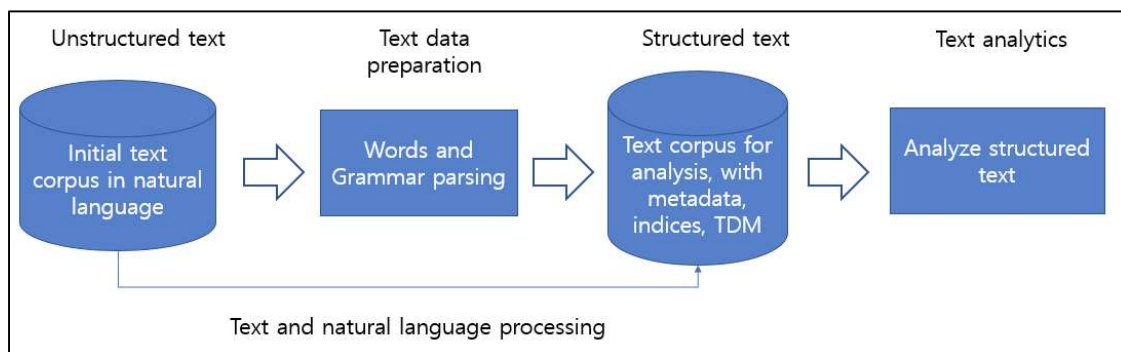 Unstructured text
Text data
preparation
Structured text
Text analytics
Initial text
corpus in natural
language
Words and
Grammar parsing
Text corpus for
analysis, with
metadata,
indices, TDM
Analyze structured
text
Text and natural language processing